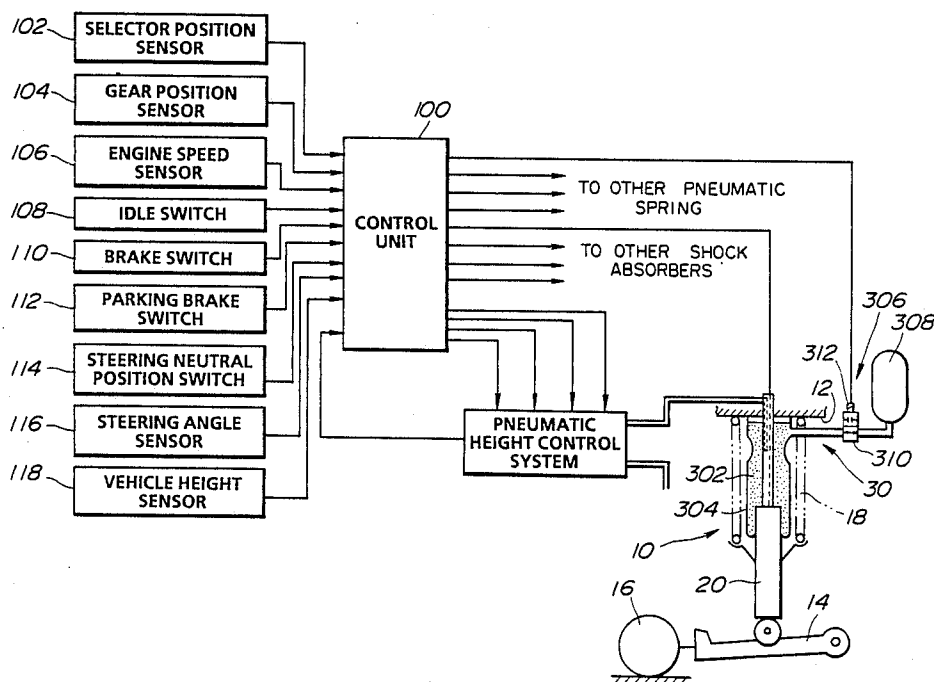 102
SELECTOR POSITION
SENSOR
104
GEAR POSITION
SENSOR
106
ENGINE SPEED
SENSOR
108
IDLE SWITCH
110
BRAKE SWITCH
112
PARKING BRAKE
SWITCH
114
STEERING NEUTRAL
POSITION SWITCH
116
STEERING ANGLE
SENSOR
118
VEHICLE HEIGHT
SENSOR
100
CONTROL
UNIT
TO OTHER PNEUMATIC
SPRING
TO OTHER SHOCK
ABSORBERS
PNEUMATIC
HEIGHT CONTROL
SYSTEM
306
308
312
12
310
302
30
304
18
10
20
16
14